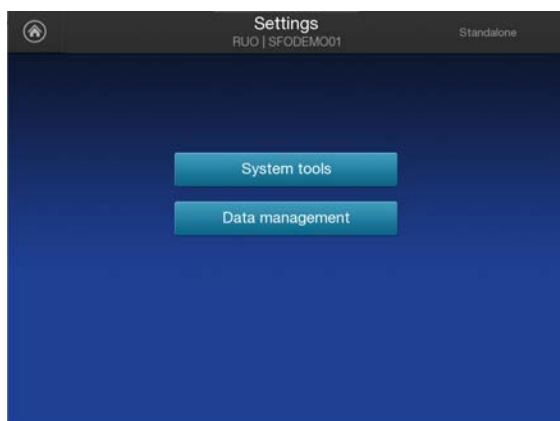 Settings
RUO | SFODEMO01
Standalone
System tools
Data management